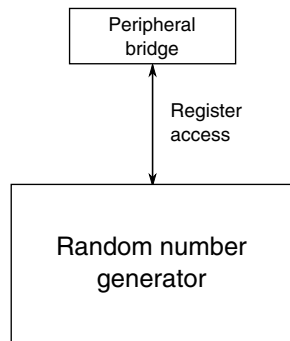 Peripheral
bridge
Register
access
Random number
generator